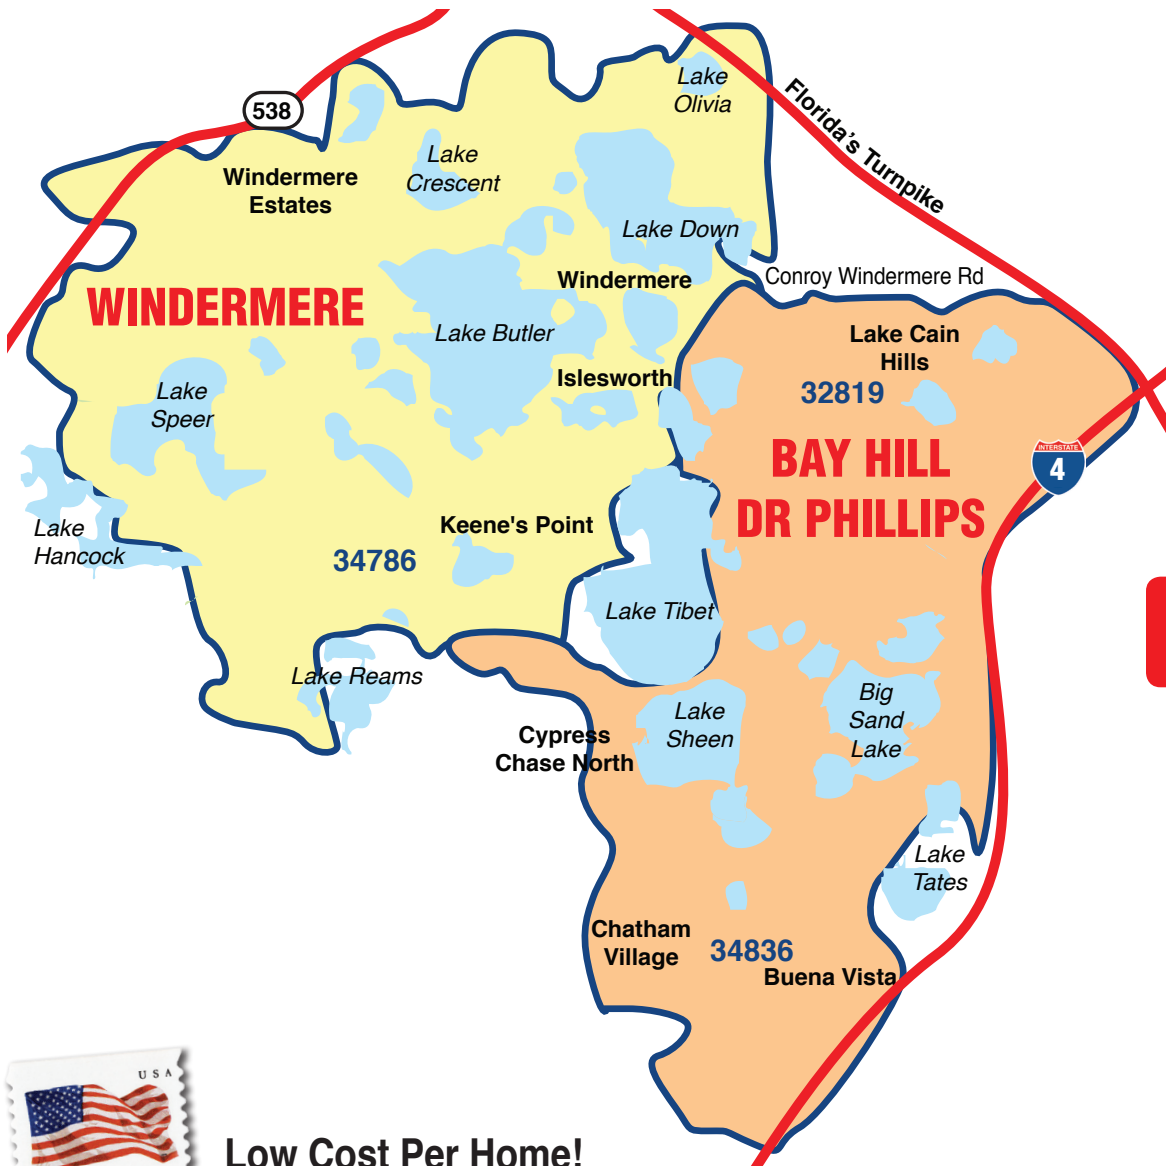 Lake
Olivia
Florida's Turnpike
538
Lake
Crescent
Windermere
Estates
Lake Down
Windermere
Conroy Windermere Rd
WINDERMERE
Lake Butler
Lake Cain
Hills
Islesworth
32819
Lake
Speer
BAY HILL
DR PHILLIPS
INTERSTATE
4
Lake
Hancock
Keene's Point
34786
Lake Tibet
Lake Reams
Lake
Sheen
Big
Sand
Lake
Cypress
Chase North
Lake
Tates
Chatham
Village
34836
Buena Vista
USA
Low Cost Per Home!